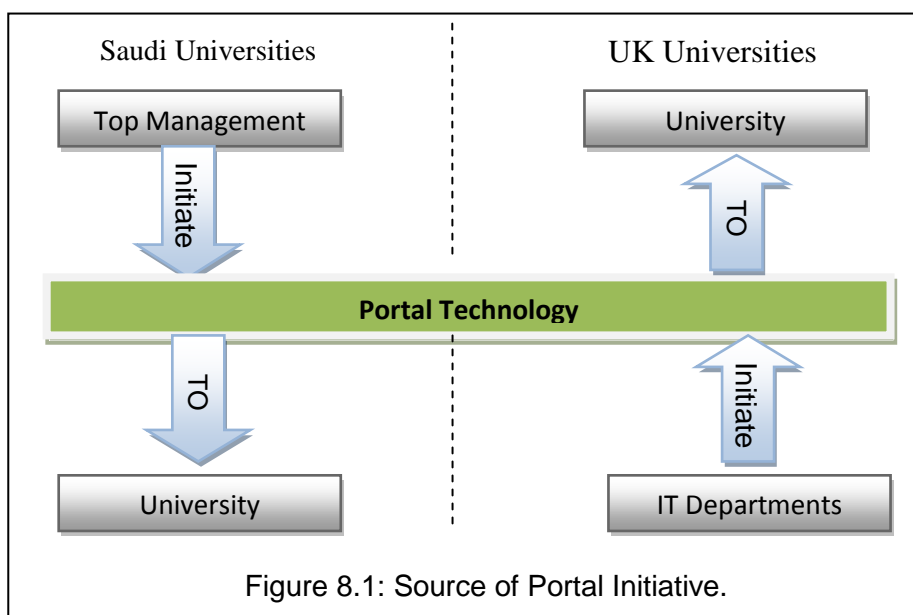 Saudi Universities
UK Universities
Top Management
University
Initiate
TO
Portal Technology
TO
Initiate
University
IT Departments
Figure 8.1: Source of Portal Initiative.